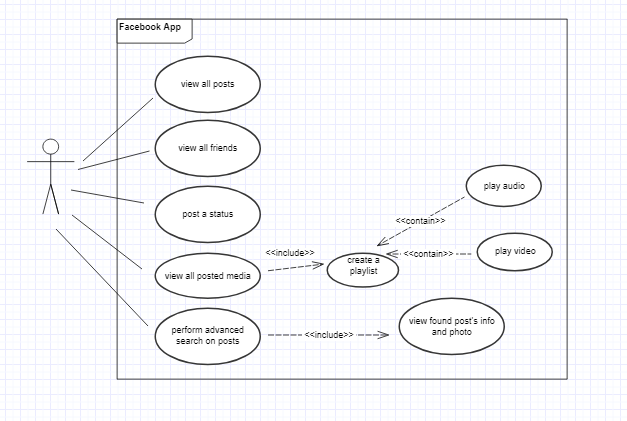 Facebook App
view all posts
view all friends
play audio
post a status
<<contain>>
<<include>>
<<contain>>
play video
create a
playlist
view all posted media
view found post's info
and photo
perform advanced
search on posts
<<include>>